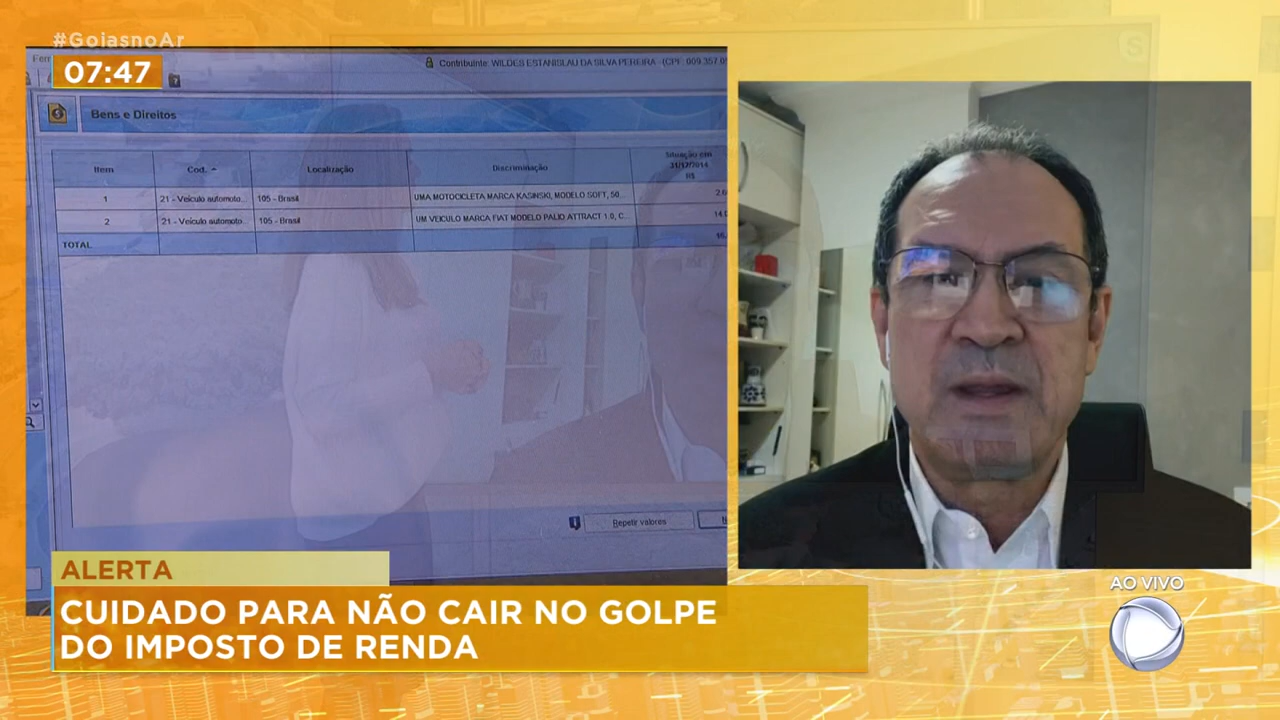 #GoiasnoAr
07:47
Contribuinte: WILDES ESTANISLAU DA SILVA PEREIRA - (CPF: 009.357.0
Bens e Direitos
Item Cod. Localização Discriminação Situação em
31/12/2014
R$
1 21 - Veículo automoto... 105 - Brasil UMA MOTOCICLETA MARCA KASINSKI, MODELO SOFT, 50...
2 21 - Veículo automoto... 105 - Brasil UM VEICULO MARCA FIAT MODELO PALIO ATTRACT 1.0, C...
TOTAL
Repetir valores
ALERTA
CUIDADO PARA NÃO CAIR NO GOLPE
DO IMPOSTO DE RENDA
AO VIVO